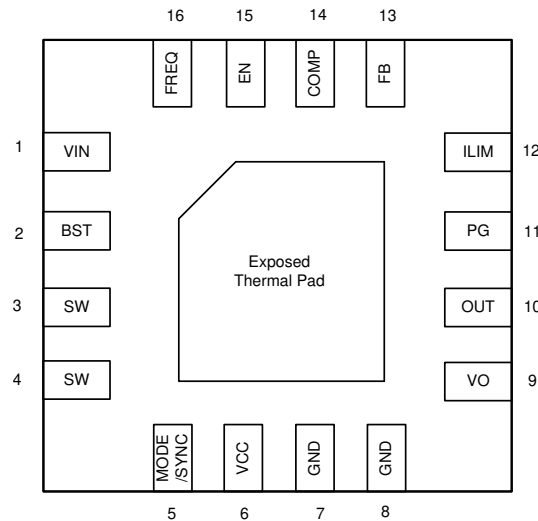 16 15 14 13
FREQ EN COMP FB
1 VIN ILIM 12
2 BST PG 11
Exposed
Thermal Pad
3 SW OUT 10
4 SW VO 9
MODE
/SYNC VCC GND GND
5 6 7 8